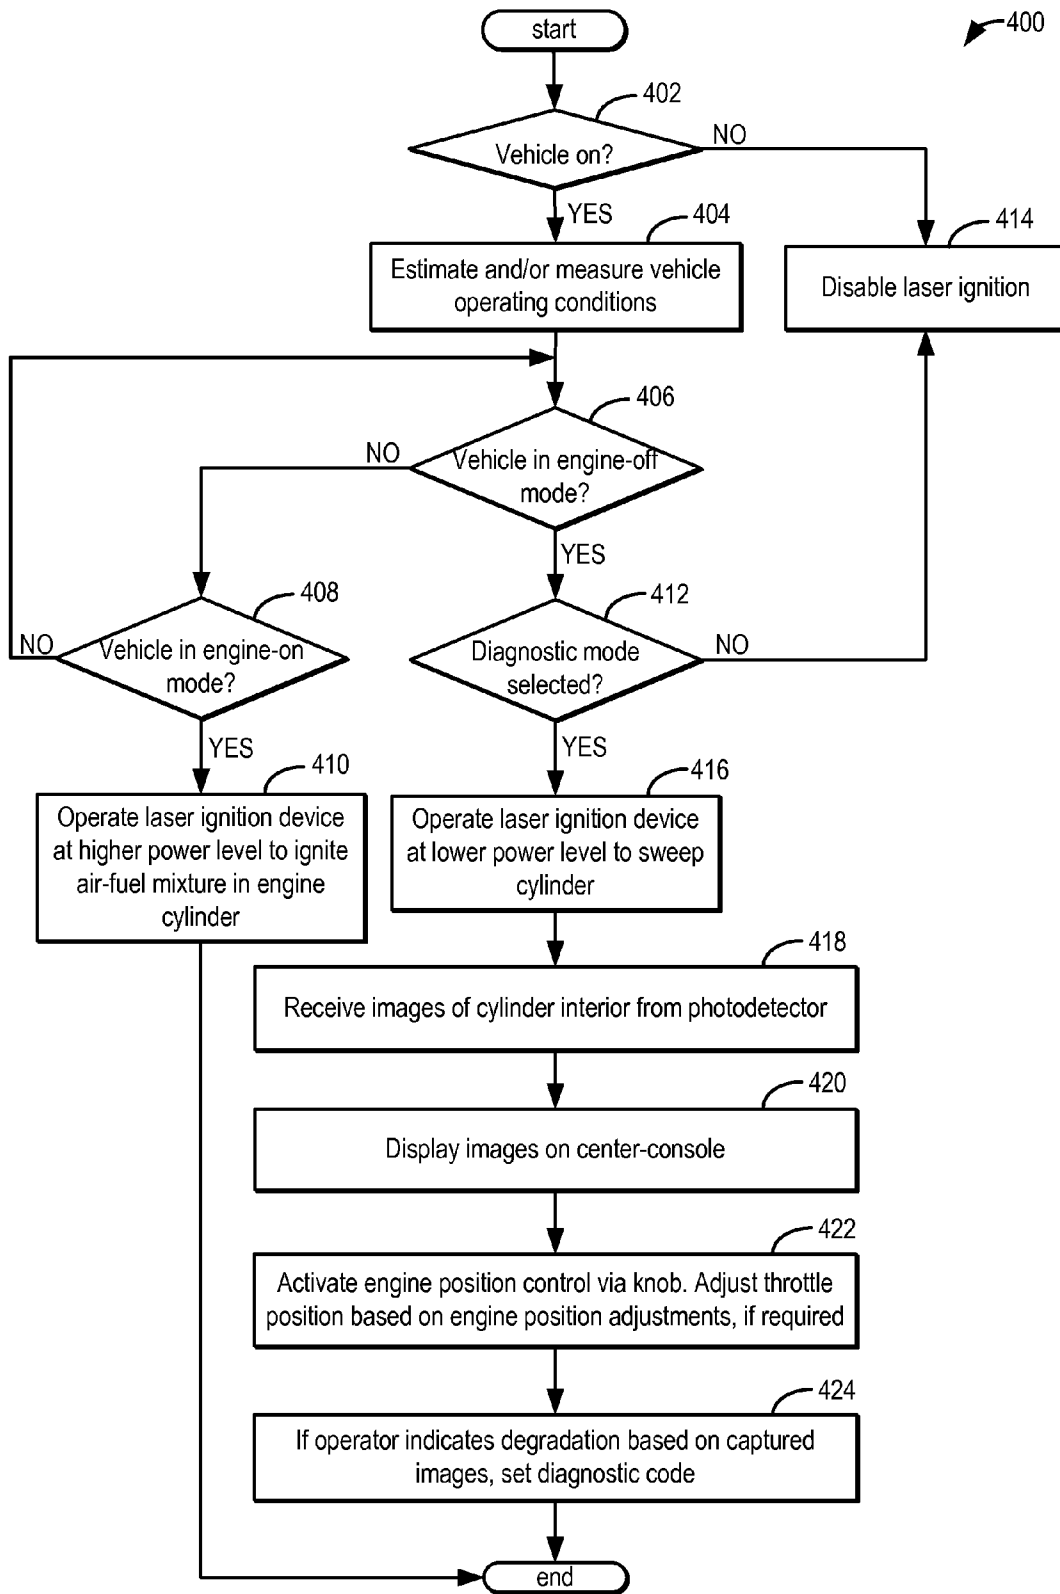 start
400
402
Vehicle on?
NO
YES
404
Estimate and/or measure vehicle
operating conditions
414
Disable laser ignition
406
Vehicle in engine-off
mode?
NO
YES
408
Vehicle in engine-on
mode?
NO
YES
412
Diagnostic mode
selected?
NO
YES
410
Operate laser ignition device
at higher power level to ignite
air-fuel mixture in engine
cylinder
416
Operate laser ignition device
at lower power level to sweep
cylinder
418
Receive images of cylinder interior from photodetector
420
Display images on center-console
422
Activate engine position control via knob. Adjust throttle
position based on engine position adjustments, if required
424
If operator indicates degradation based on captured
images, set diagnostic code
end